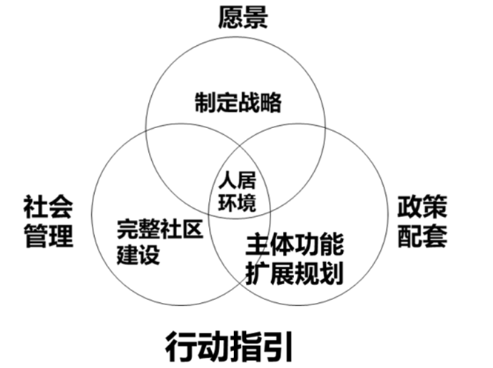 愿景
制定战略
人居
环境
社会
管理
完整社区
建设
政策
配套
主体功能
扩展规划
行动指引